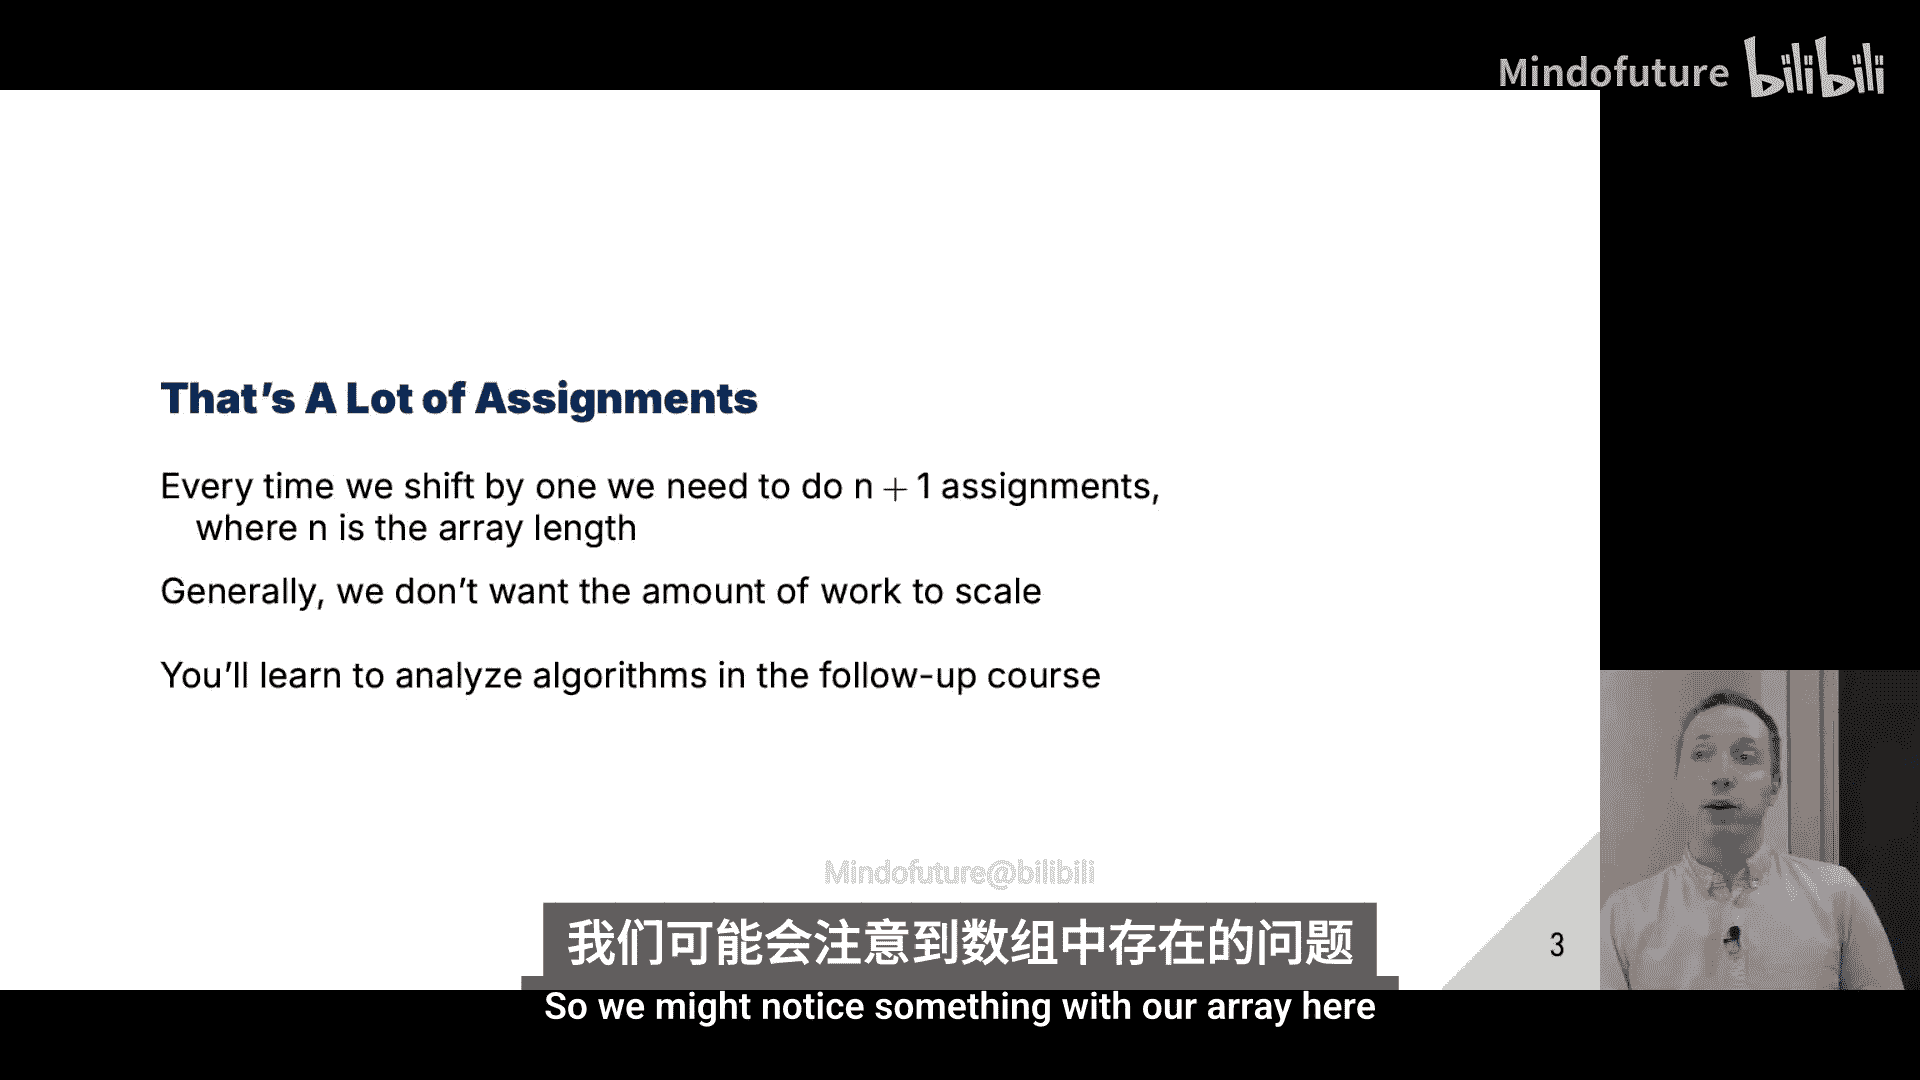 Mindofuture bilibili
That's A Lot of Assignments
Every time we shift by one we need to do n + 1 assignments,
where n is the array length
Generally, we don't want the amount of work to scale
You'll learn to analyze algorithms in the follow-up course
Mindofuture@bilibili
我们可能会注意到数组中存在的问题
3
So we might notice something with our array here